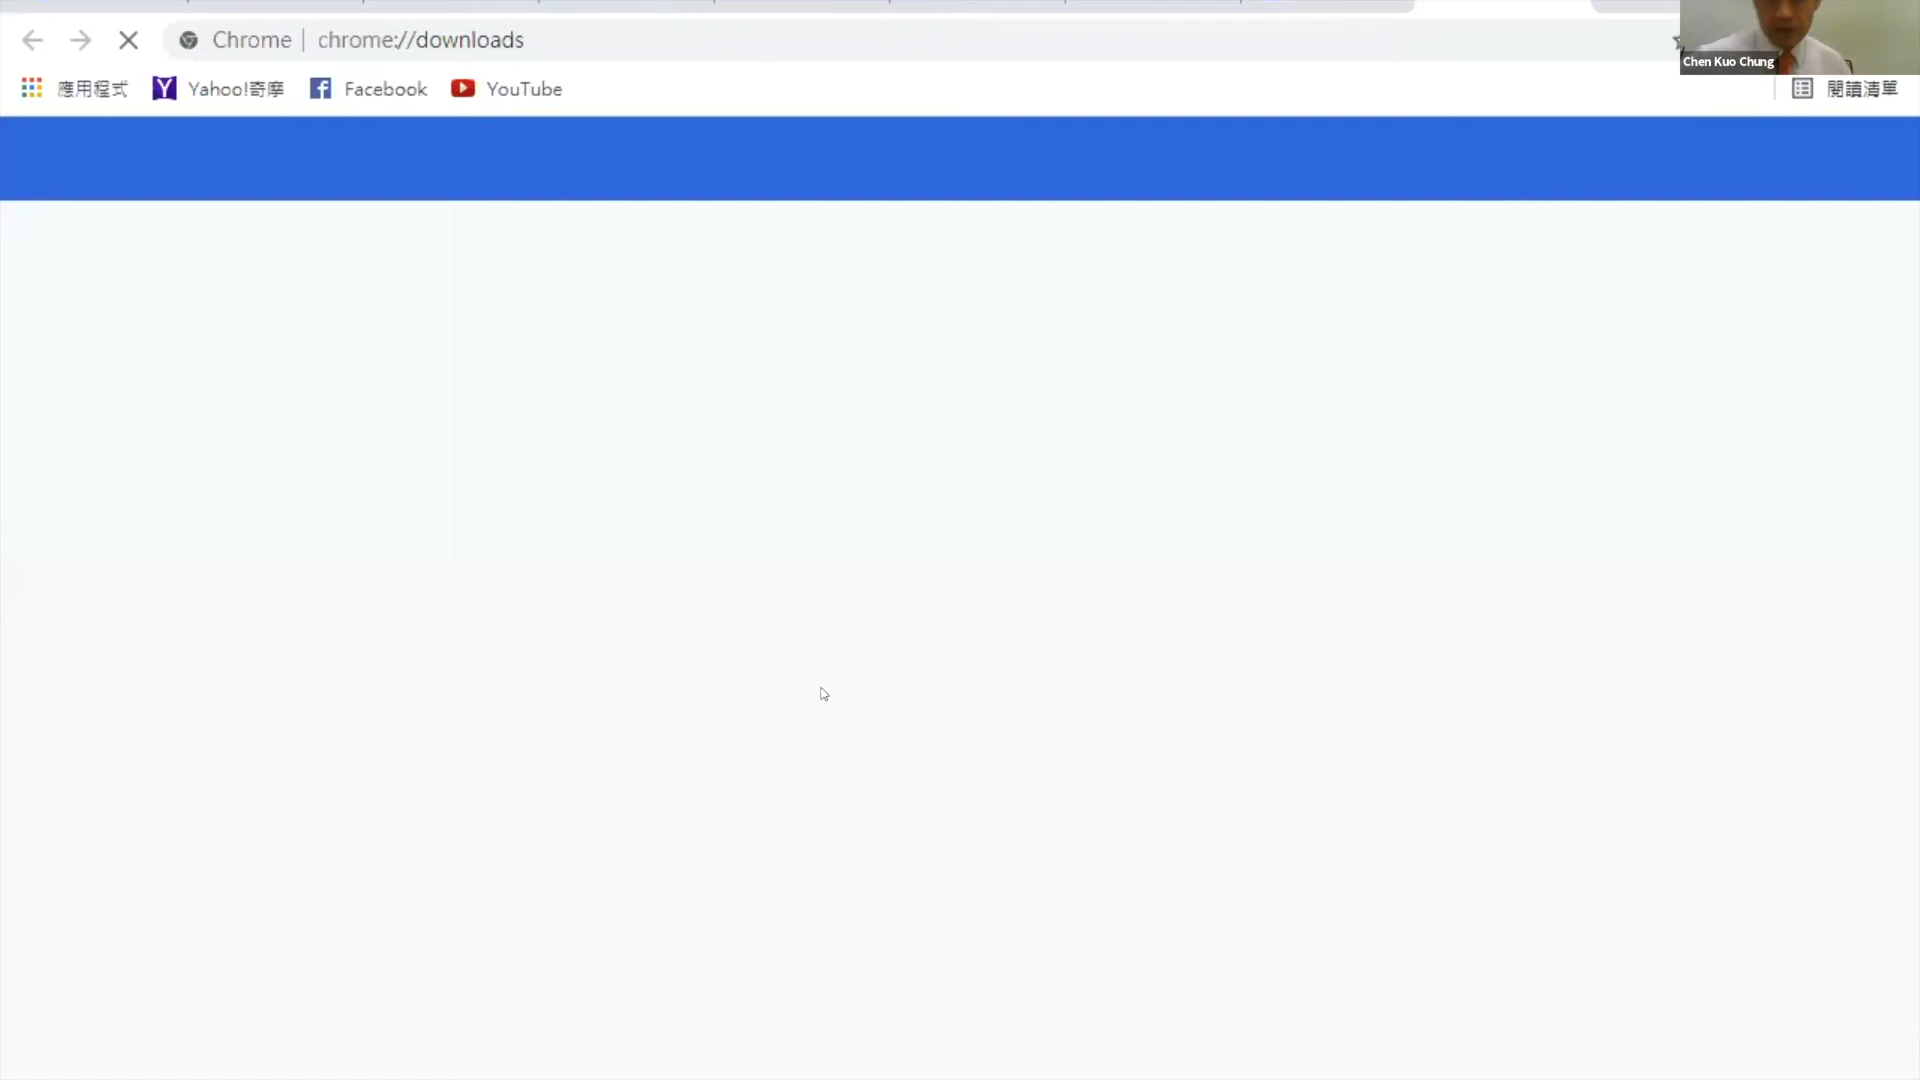 Chrome | chrome://downloads
Chen Kuo Chung
應用程式 Yahoo!奇摩 Facebook YouTube 閱讀清單